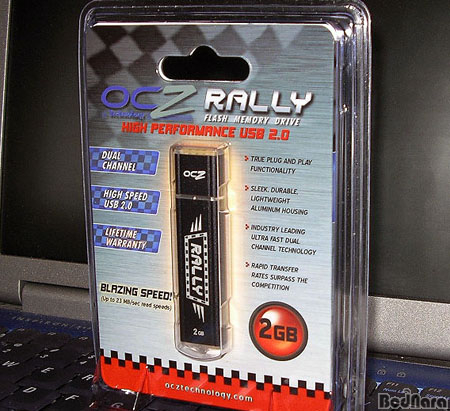 OCZ RALLY
FLASH MEMORY DRIVE
HIGH PERFORMANCE USB 2.0
DUAL
CHANNEL
HIGH SPEED
USB 2.0
LIFETIME
WARRANTY
TRUE PLUG AND PLAY
FUNCTIONALITY
SLEEK, DURABLE,
LIGHTWEIGHT
ALUMINUM HOUSING
INDUSTRY LEADING
ULTRA FAST DUAL
CHANNEL TECHNOLOGY
RAPID TRANSFER
RATES SURPASS THE
COMPETITION
OCZ
RALLY
2 GB
BLAZING SPEED!
(Up to 23 MB/sec read speeds)
2GB
ocztechnology.com
BodNara